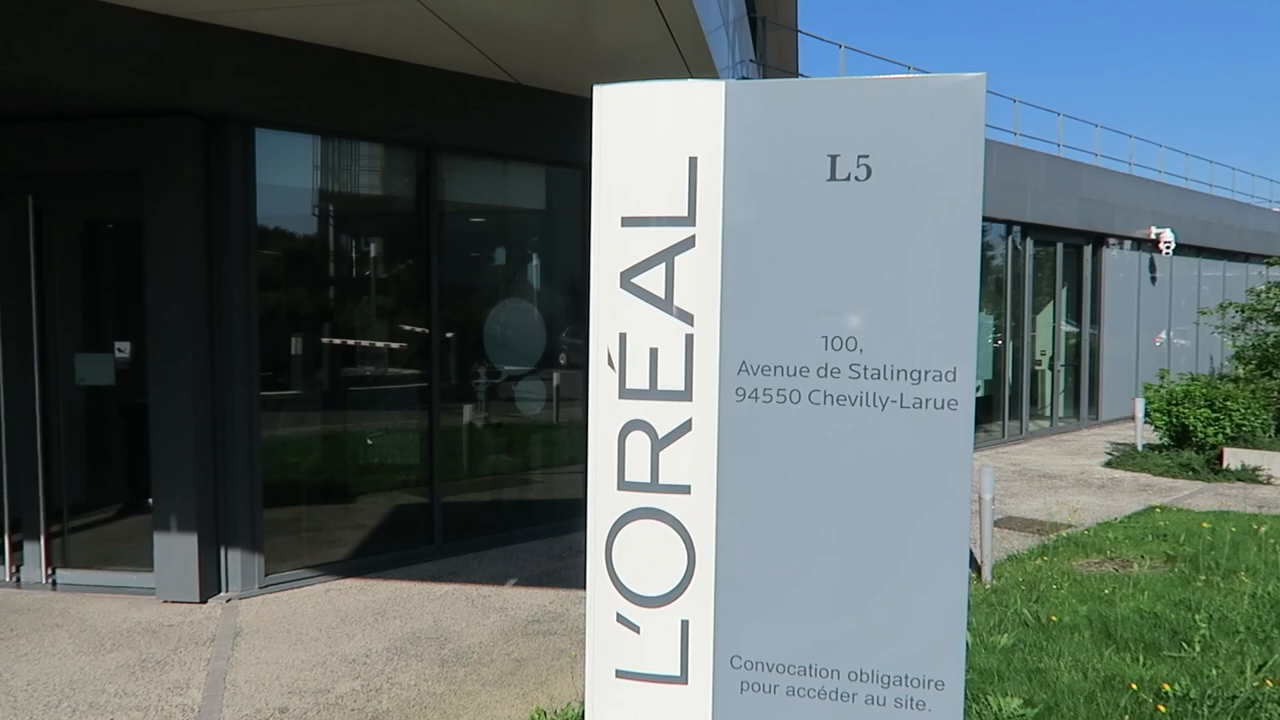 L'ORÉAL
L5
100,
Avenue de Stalingrad
94550 Chevilly-Larue
Convocation obligatoire
pour accéder au site.